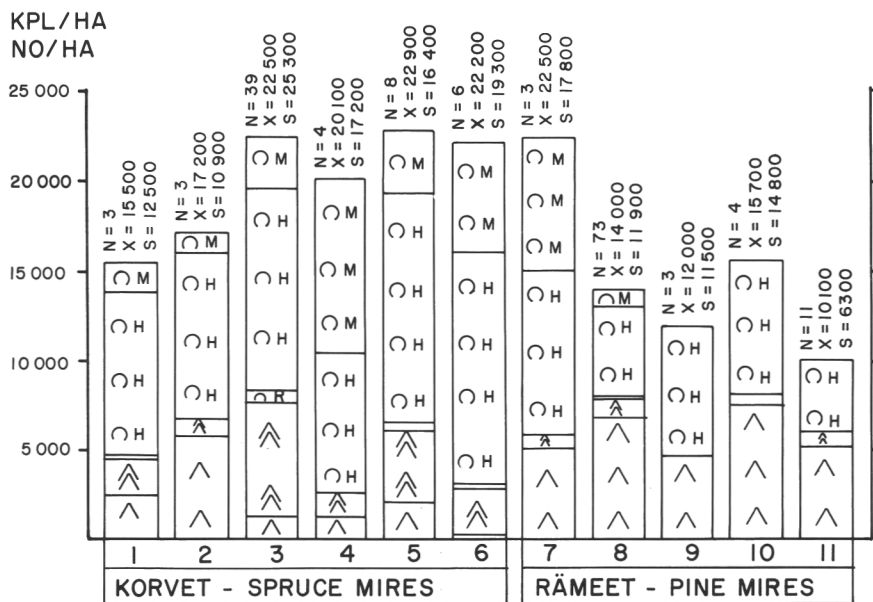 KPL/HA
NO/HA
25 000
20 000
15 000
10 000
5 000
N = 3
X = 15 500
S = 12 500
N = 3
X = 17 200
S = 10 900
N = 39
X = 22 500
S = 25 300
N = 4
X = 20 100
S = 17 200
N = 8
X = 22 900
S = 16 400
N = 6
X = 22 200
S = 19 300
N = 3
X = 22 500
S = 17 800
N = 73
X = 14 000
S = 11 900
N = 3
X = 12 000
S = 11 500
N = 4
X = 15 700
S = 14 800
N = 11
X = 10 100
S = 6300
M
H
H
H
M
H
H
H
M
H
H
H
R
M
M
M
H
H
H
M
H
H
H
H
M
M
H
H
H
M
M
M
H
H
H
M
H
H
H
H
H
H
H
H
H
H
1 2 3 4 5 6 7 8 9 10 11
KORVET - SPRUCE MIRES RÄMEET - PINE MIRES